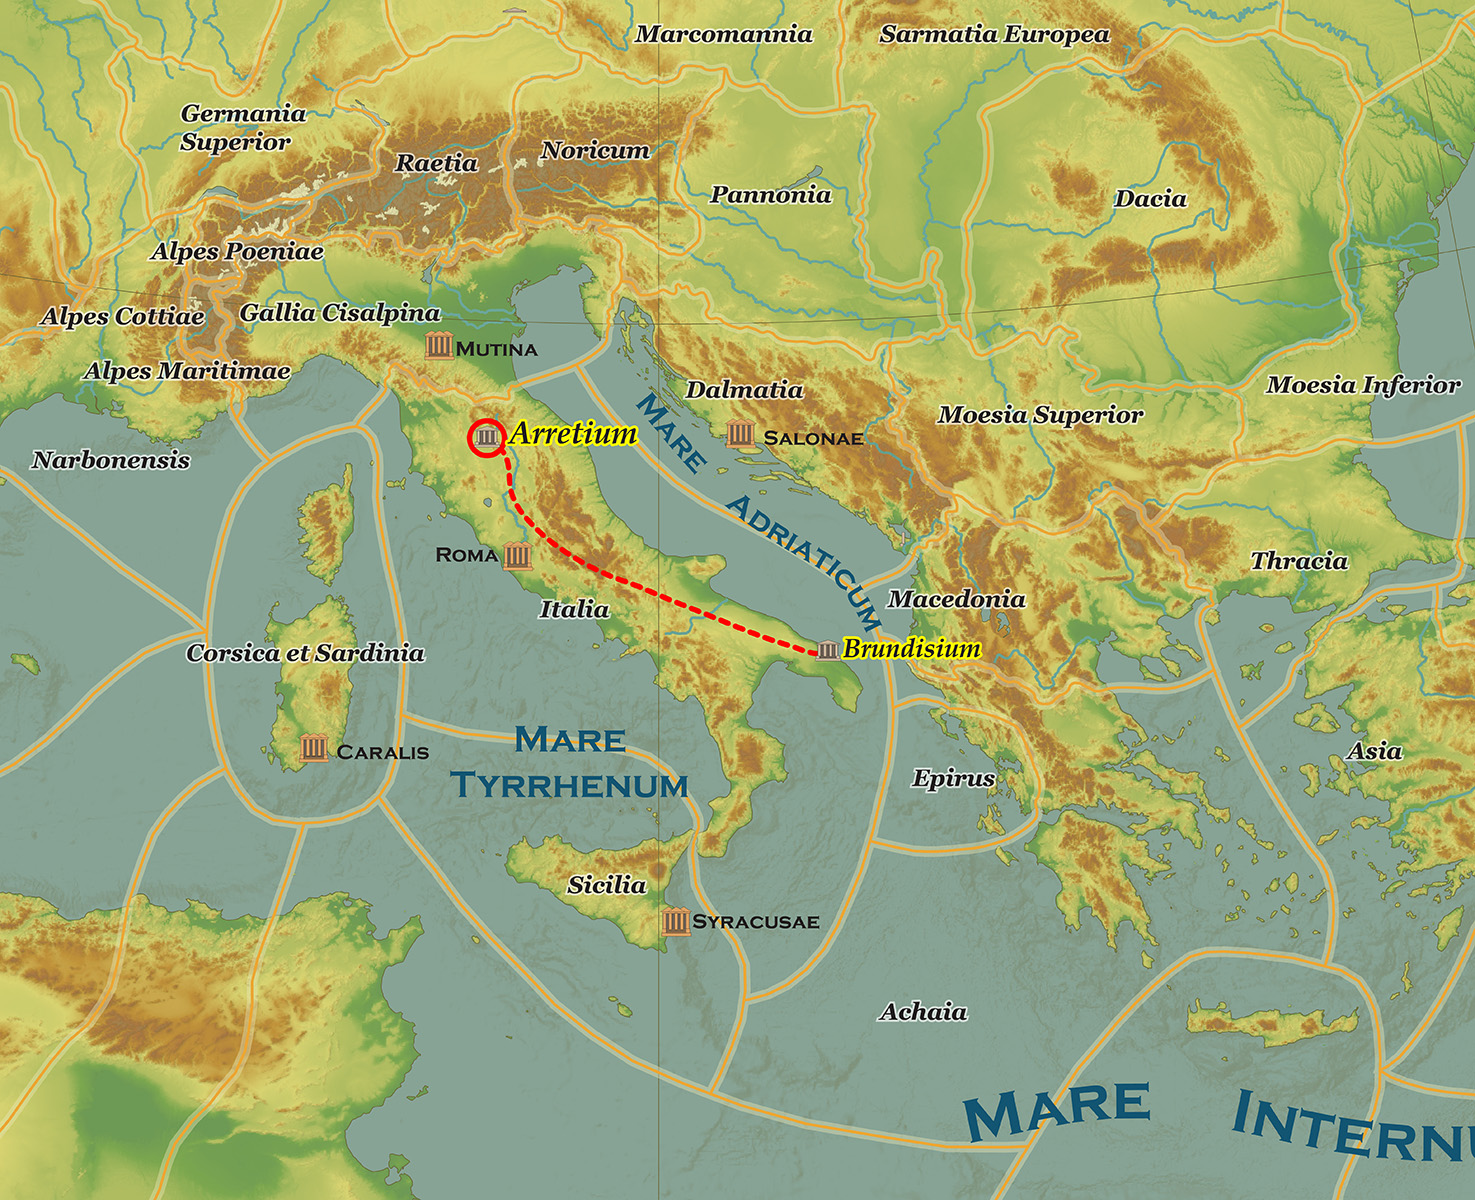 Marcomannia
Sarmatia Europea
Germania
Superior
Raetia
Noricum
Pannonia
Dacia
Alpes Poeniae
Alpes Cottiae
Gallia Cisalpina
Mutina
Alpes Maritimae
Dalmatia
Moesia Inferior
Moesia Superior
Mare
Adriaticum
Arretium
Salonae
Narbonensis
Roma
Italia
Thracia
Macedonia
Corsica et Sardinia
Brundisium
Caralis
Mare
Tyrrhenum
Epirus
Asia
Sicilia
Syracusae
Achaia
Mare
Internu